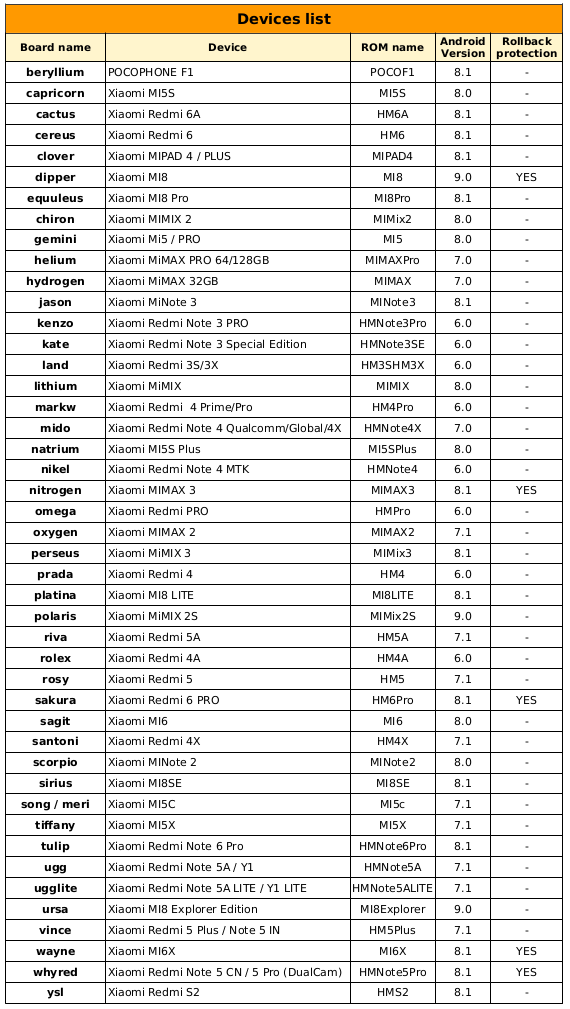 Devices list
Board name Device ROM name Android Version Rollback protection
beryllium POCOPHONE F1 POCOF1 8.1 -
capricorn Xiaomi MI5S MI5S 8.0 -
cactus Xiaomi Redmi 6A HM6A 8.1 -
cereus Xiaomi Redmi 6 HM6 8.1 -
clover Xiaomi MIPAD 4 / PLUS MIPAD4 8.1 -
dipper Xiaomi MI8 MI8 9.0 YES
equuleus Xiaomi MI8 Pro MI8Pro 8.1 -
chiron Xiaomi MIMIX 2 MIMix2 8.0 -
gemini Xiaomi Mi5 / PRO MI5 8.0 -
helium Xiaomi MiMAX PRO 64/128GB MIMAXPro 7.0 -
hydrogen Xiaomi MiMAX 32GB MIMAX 7.0 -
jason Xiaomi MiNote 3 MINote3 8.1 -
kenzo Xiaomi Redmi Note 3 PRO HMNote3Pro 6.0 -
kate Xiaomi Redmi Note 3 Special Edition HMNote3SE 6.0 -
land Xiaomi Redmi 3S/3X HM3SHM3X 6.0 -
lithium Xiaomi MiMIX MIMIX 8.0 -
markw Xiaomi Redmi  4 Prime/Pro HM4Pro 6.0 -
mido Xiaomi Redmi Note 4 Qualcomm/Global/4X HMNote4X 7.0 -
natrium Xiaomi MI5S Plus MI5SPlus 8.0 -
nikel Xiaomi Redmi Note 4 MTK HMNote4 6.0 -
nitrogen Xiaomi MIMAX 3 MIMAX3 8.1 YES
omega Xiaomi Redmi PRO HMPro 6.0 -
oxygen Xiaomi MIMAX 2 MIMAX2 7.1 -
perseus Xiaomi MiMIX 3 MIMix3 8.1 -
prada Xiaomi Redmi 4 HM4 6.0 -
platina Xiaomi MI8 LITE MI8LITE 8.1 -
polaris Xiaomi MiMIX 2S MIMix2S 9.0 -
riva Xiaomi Redmi 5A HM5A 7.1 -
rolex Xiaomi Redmi 4A HM4A 6.0 -
rosy Xiaomi Redmi 5 HM5 7.1 -
sakura Xiaomi Redmi 6 PRO HM6Pro 8.1 YES
sagit Xiaomi MI6 MI6 8.0 -
santoni Xiaomi Redmi 4X HM4X 7.1 -
scorpio Xiaomi MINote 2 MINote2 8.0 -
sirius Xiaomi MI8SE MI8SE 8.1 -
song / meri Xiaomi MI5C MI5c 7.1 -
tiffany Xiaomi MI5X MI5X 7.1 -
tulip Xiaomi Redmi Note 6 Pro HMNote6Pro 8.1 -
ugg Xiaomi Redmi Note 5A / Y1 HMNote5A 7.1 -
ugglite Xiaomi Redmi Note 5A LITE / Y1 LITE HMNote5ALITE 7.1 -
ursa Xiaomi MI8 Explorer Edition MI8Explorer 9.0 -
vince Xiaomi Redmi 5 Plus / Note 5 IN HM5Plus 7.1 -
wayne Xiaomi MI6X MI6X 8.1 YES
whyred Xiaomi Redmi Note 5 CN / 5 Pro (DualCam) HMNote5Pro 8.1 YES
ysl Xiaomi Redmi S2 HMS2 8.1 -